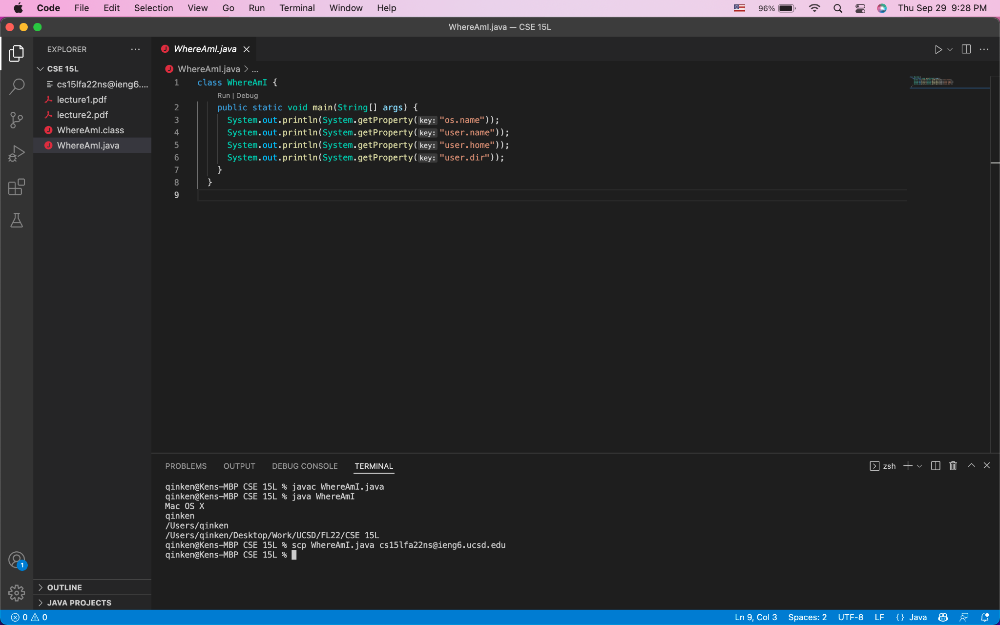 Code File Edit Selection View Go Run Terminal Window Help 96% Thu Sep 29 9:28 PM
WhereAmI.java — CSE 15L
EXPLORER
CSE 15L
cs15lfa22ns@ieng6....
lecture1.pdf
lecture2.pdf
WhereAmI.class
WhereAmI.java
OUTLINE
JAVA PROJECTS
WhereAmI.java
WhereAmI.java > ...
1 class WhereAmI {
Run | Debug
2 public static void main(String[] args) {
3 System.out.println(System.getProperty(key: "os.name"));
4 System.out.println(System.getProperty(key: "user.name"));
5 System.out.println(System.getProperty(key: "user.home"));
6 System.out.println(System.getProperty(key: "user.dir"));
7 }
8 }
9
PROBLEMS OUTPUT DEBUG CONSOLE TERMINAL zsh
qinken@Kens-MBP CSE 15L % javac WhereAmI.java
qinken@Kens-MBP CSE 15L % java WhereAmI
Mac OS X
qinken
/Users/qinken
/Users/qinken/Desktop/Work/UCSD/FL22/CSE 15L
qinken@Kens-MBP CSE 15L % scp WhereAmI.java cs15lfa22ns@ieng6.ucsd.edu
qinken@Kens-MBP CSE 15L %
1
0 0 Ln 9, Col 3 Spaces: 2 UTF-8 LF {} Java